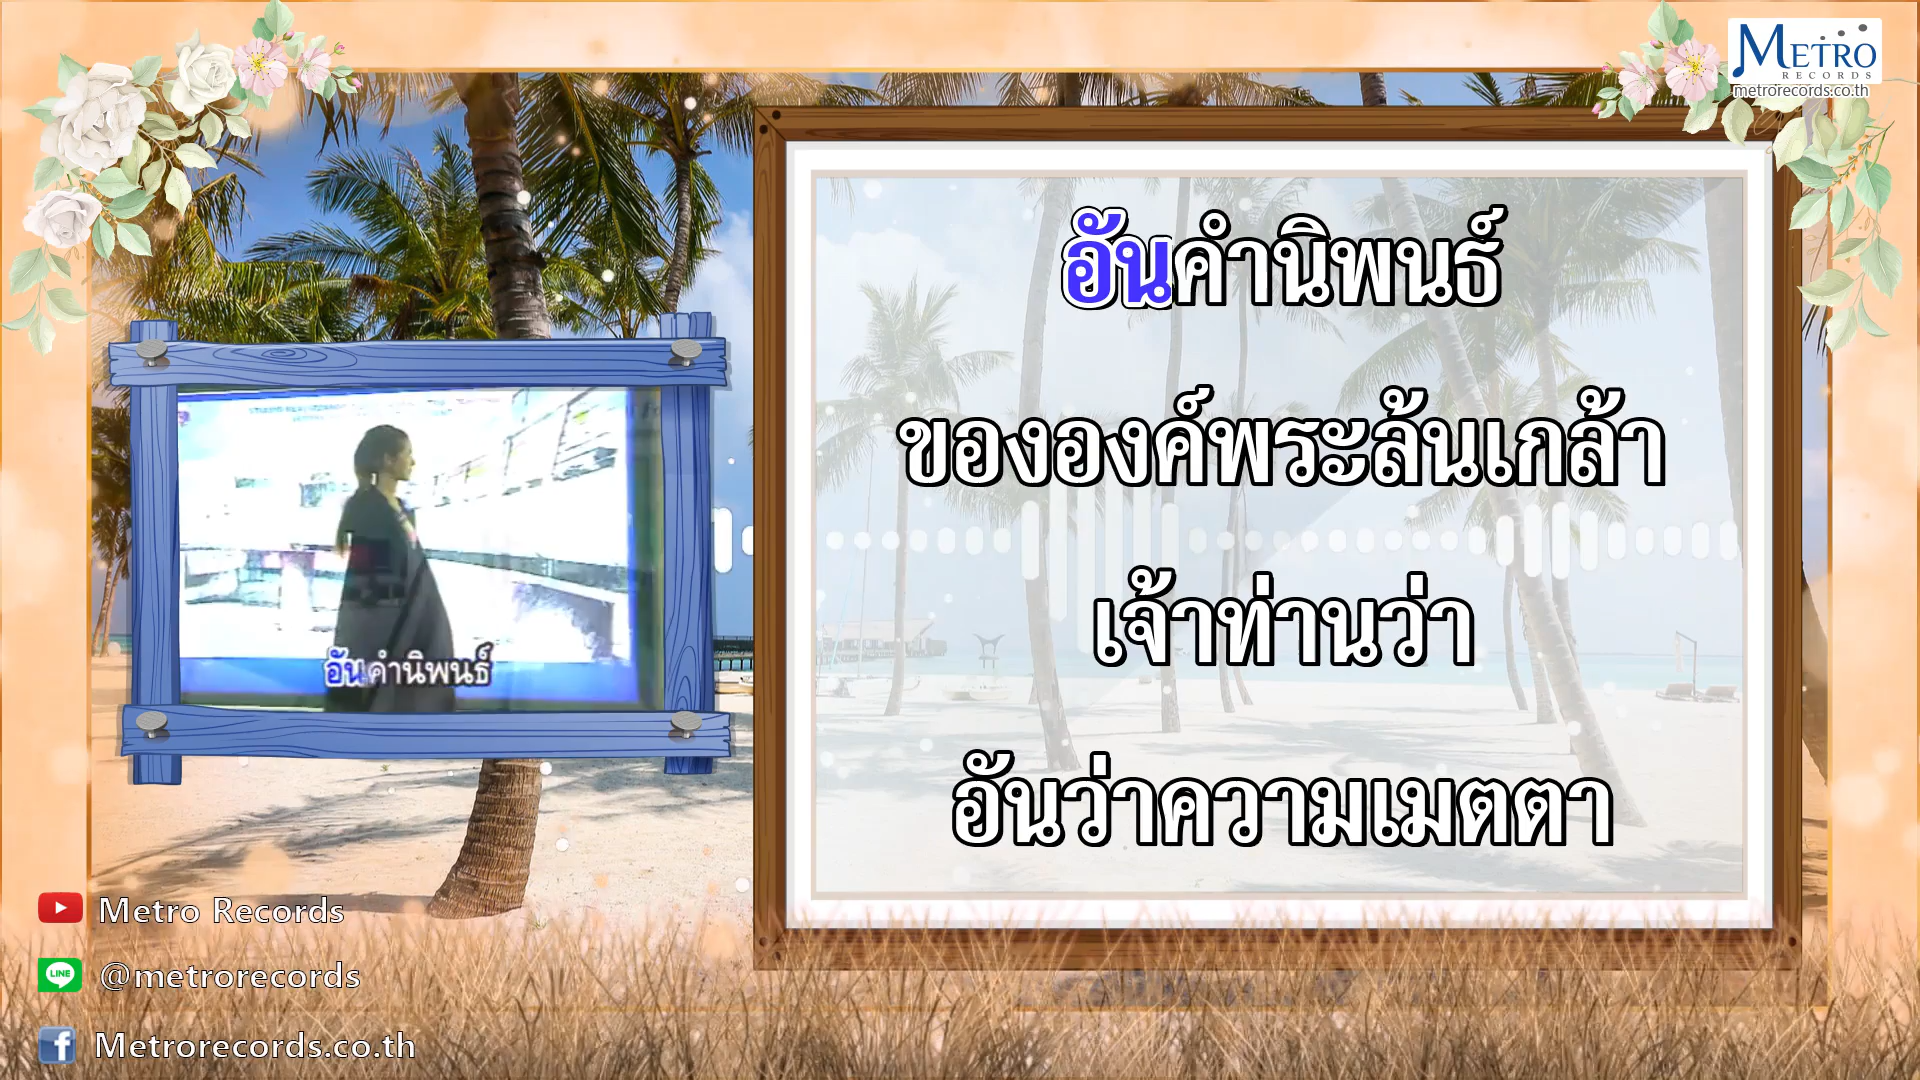 METRO
RECORDS
metrorecords.co.th
อันคำนิพนธ์
ขององค์พระล้นเกล้า
เจ้าท่านว่า
อันว่าความเมตตา
อันคำนิพนธ์
Metro Records
LINE
@metrorecords
f
Metrorecords.co.th